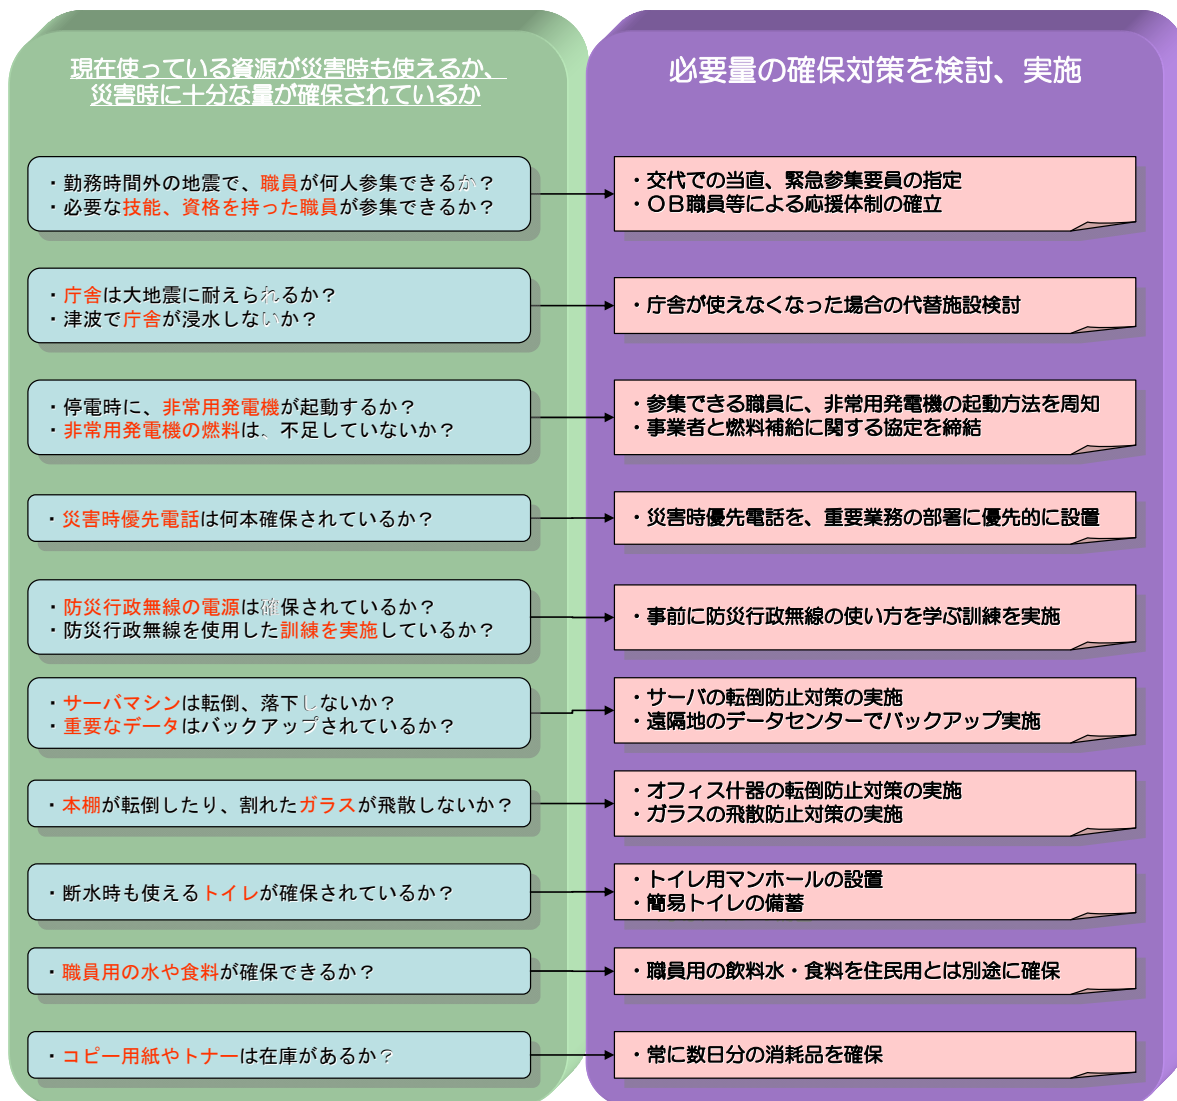 現在使っている資源が災害時も使えるか、
災害時に十分な量が確保されているか
必要量の確保対策を検討、実施
・勤務時間外の地震で、職員が何人参集できるか？
・必要な技能、資格を持った職員が参集できるか？
・交代での当直、緊急参集要員の指定
・ＯＢ職員等による応援体制の確立
・庁舎は大地震に耐えられるか？
・津波で庁舎が浸水しないか？
・庁舎が使えなくなった場合の代替施設検討
・停電時に、非常用発電機が起動するか？
・非常用発電機の燃料は、不足していないか？
・参集できる職員に、非常用発電機の起動方法を周知
・事業者と燃料補給に関する協定を締結
・災害時優先電話は何本確保されているか？
・災害時優先電話を、重要業務の部署に優先的に設置
・防災行政無線の電源は確保されているか？
・防災行政無線を使用した訓練を実施しているか？
・事前に防災行政無線の使い方を学ぶ訓練を実施
・サーバマシンは転倒、落下しないか？
・重要なデータはバックアップされているか？
・サーバの転倒防止対策の実施
・遠隔地のデータセンターでバックアップ実施
・本棚が転倒したり、割れたガラスが飛散しないか？
・オフィス什器の転倒防止対策の実施
・ガラスの飛散防止対策の実施
・断水時も使えるトイレが確保されているか？
・トイレ用マンホールの設置
・簡易トイレの備蓄
・職員用の水や食料が確保できるか？
・職員用の飲料水・食料を住民用とは別途に確保
・コピー用紙やトナーは在庫があるか？
・常に数日分の消耗品を確保